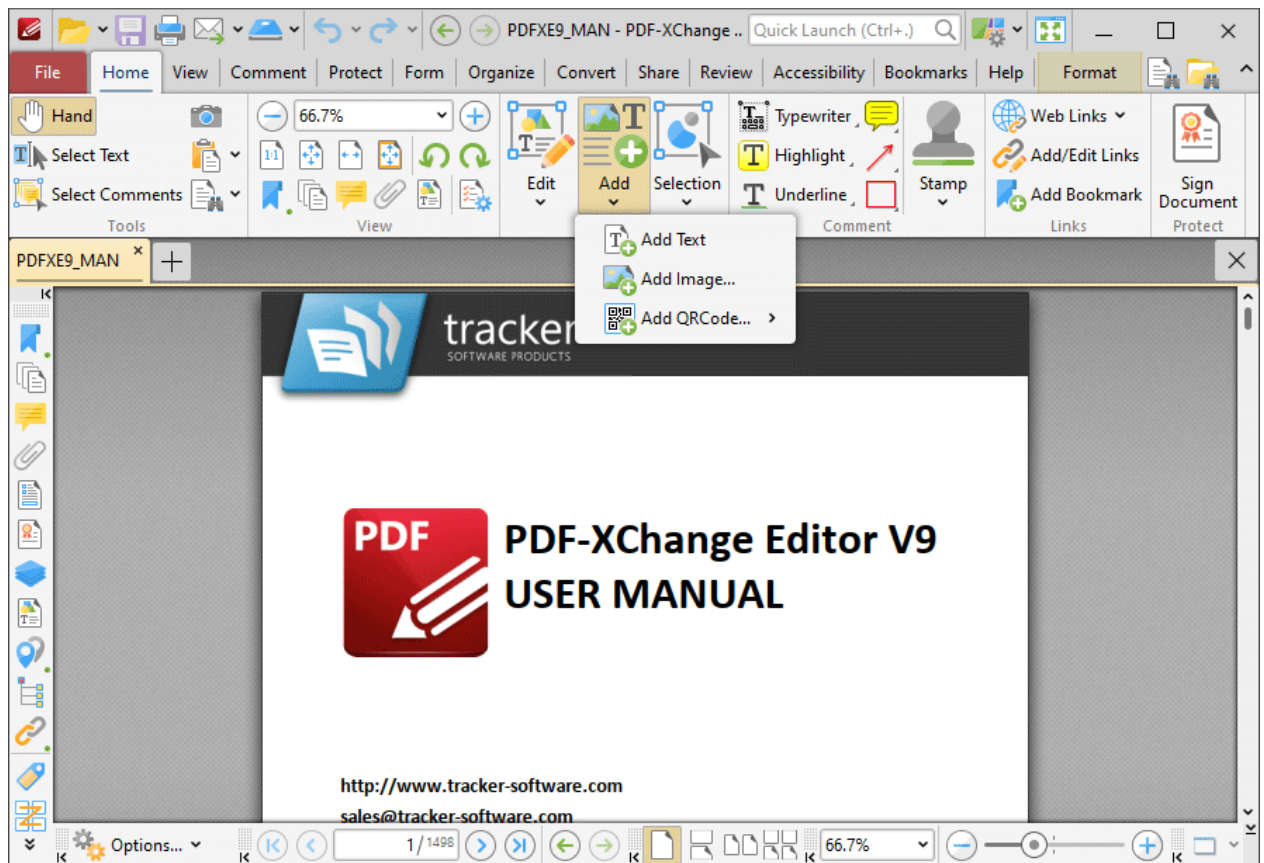 PDFXE9_MAN - PDF-XChange ..
Quick Launch (Ctrl+.)
File Home View Comment Protect Form Organize Convert Share Review Accessibility Bookmarks Help Format
Hand
Select Text
Select Comments
Tools
66.7%
1:1
View
Edit
Add
Selection
Typewriter
Highlight
Underline
Stamp
Comment
Web Links
Add/Edit Links
Add Bookmark
Links
Sign
Document
Protect
Add Text
Add Image...
Add QRCode...
PDFXE9_MAN
tracker
SOFTWARE PRODUCTS
PDF
PDF-XChange Editor V9
USER MANUAL
http://www.tracker-software.com
sales@tracker-software.com
Options...
1/1498
66.7%